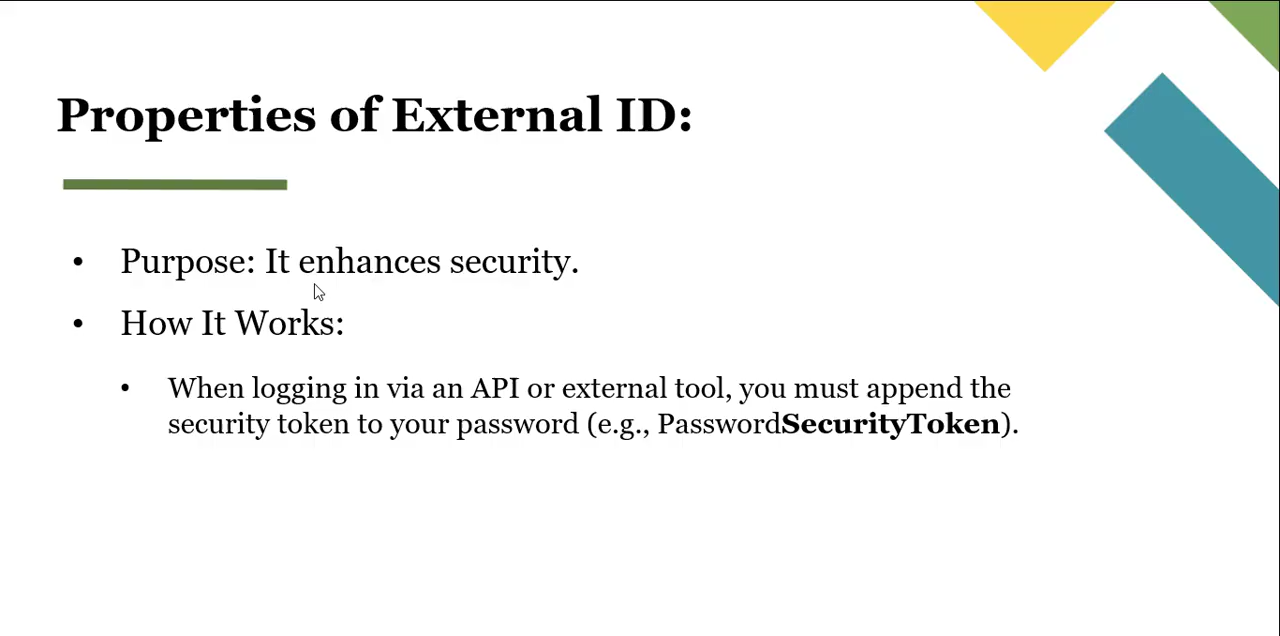 Properties of External ID:
• Purpose: It enhances security.
• How It Works:
• When logging in via an API or external tool, you must append the
security token to your password (e.g., PasswordSecurityToken).